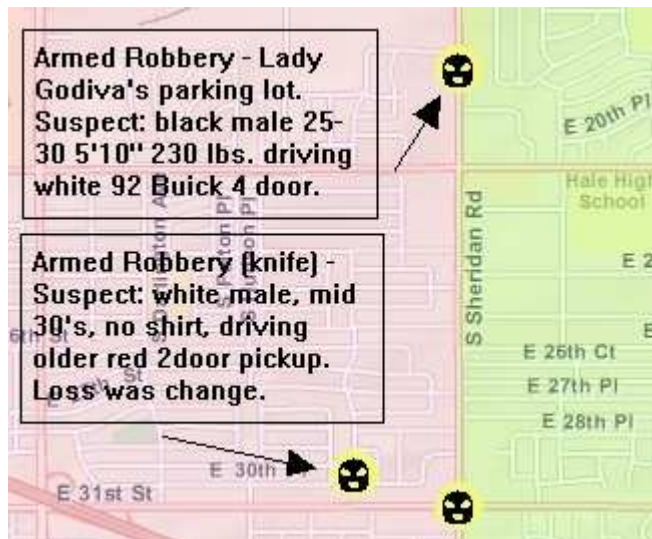 Armed Robbery - Lady
Godiva's parking lot.
Suspect: black male 25-
30 5'10" 230 lbs. driving
white 92 Buick 4 door.
E 20th Pl
Hale High
School
S Sheridan Rd
Armed Robbery (knife) -
Suspect: white male, mid
30's, no shirt, driving
older red 2door pickup.
Loss was change.
E 2
E 26th Ct
E 27th Pl
E 28th Pl
E 30th Pl
E 31st St